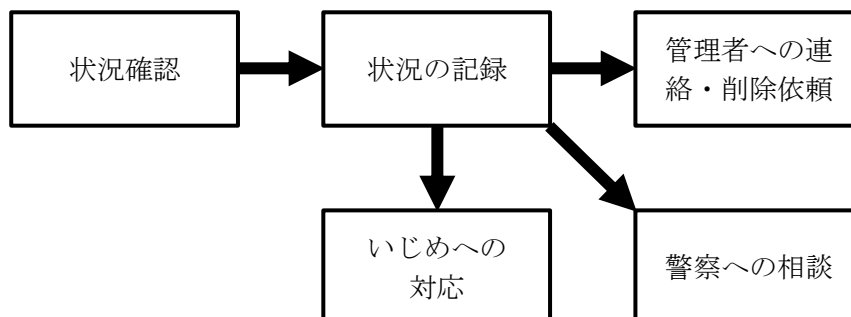 状況確認
状況の記録
管理者への連
絡・削除依頼
いじめへの
対応
警察への相談